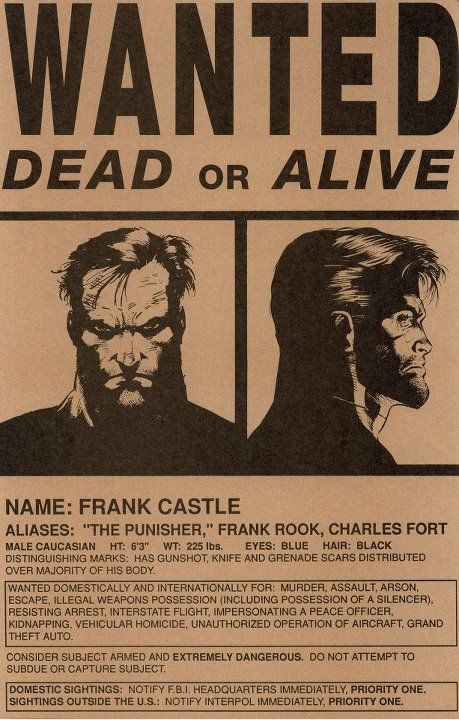 WANTED
DEAD OR ALIVE
NAME: FRANK CASTLE
ALIASES: "THE PUNISHER," FRANK ROOK, CHARLES FORT
MALE CAUCASIAN HT: 6'3" WT: 225 lbs. EYES: BLUE HAIR: BLACK
DISTINGUISHING MARKS: HAS GUNSHOT, KNIFE AND GRENADE SCARS DISTRIBUTED
OVER MAJORITY OF HIS BODY.
WANTED DOMESTICALLY AND INTERNATIONALLY FOR: MURDER, ASSAULT, ARSON,
ESCAPE, ILLEGAL WEAPONS POSSESSION (INCLUDING POSSESSION OF A SILENCER),
RESISTING ARREST, INTERSTATE FLIGHT, IMPERSONATING A PEACE OFFICER,
KIDNAPPING, VEHICULAR HOMICIDE, UNAUTHORIZED OPERATION OF AIRCRAFT, GRAND
THEFT AUTO.
CONSIDER SUBJECT ARMED AND EXTREMELY DANGEROUS. DO NOT ATTEMPT TO
SUBDUE OR CAPTURE SUBJECT.
DOMESTIC SIGHTINGS: NOTIFY F.B.I. HEADQUARTERS IMMEDIATELY, PRIORITY ONE.
SIGHTINGS OUTSIDE THE U.S.: NOTIFY INTERPOL IMMEDIATELY, PRIORITY ONE.